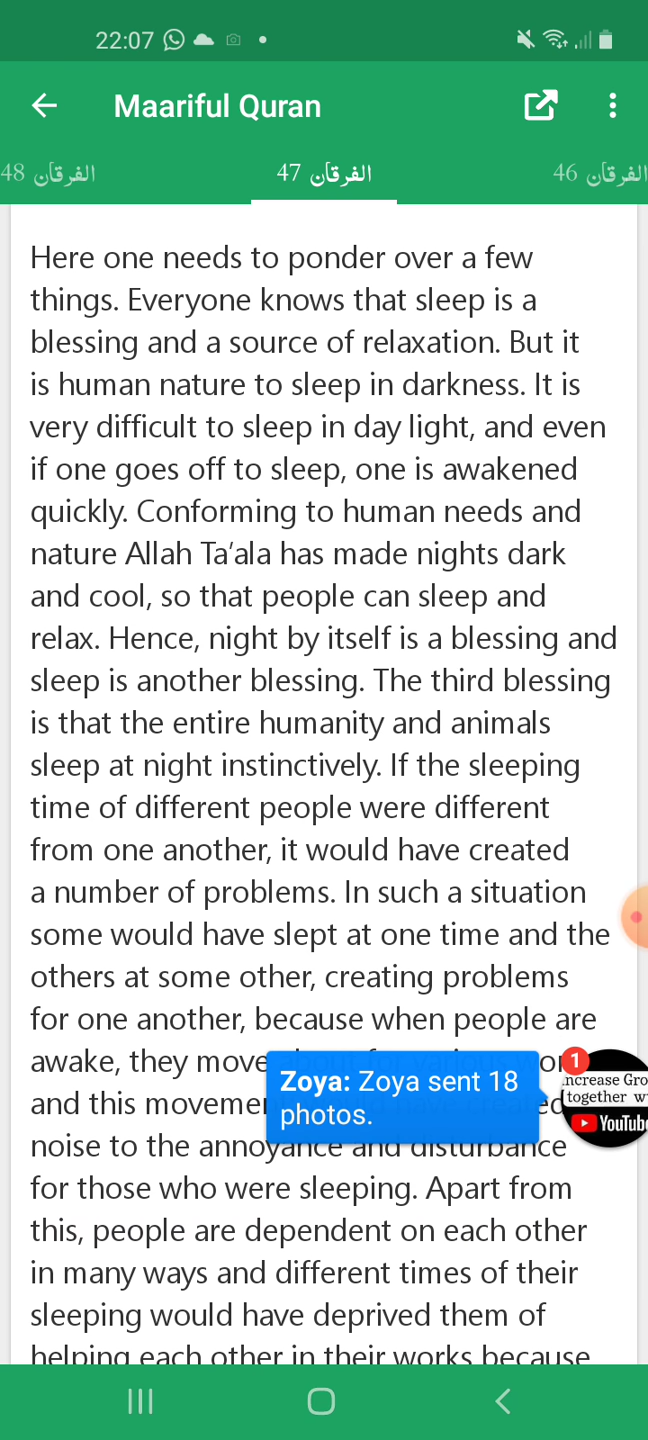 22:07
Maariful Quran
الفرقان 48
الفرقان 47
الفرقان 46
Here one needs to ponder over a few
things. Everyone knows that sleep is a
blessing and a source of relaxation. But it
is human nature to sleep in darkness. It is
very difficult to sleep in day light, and even
if one goes off to sleep, one is awakened
quickly. Conforming to human needs and
nature Allah Ta’ala has made nights dark
and cool, so that people can sleep and
relax. Hence, night by itself is a blessing and
sleep is another blessing. The third blessing
is that the entire humanity and animals
sleep at night instinctively. If the sleeping
time of different people were different
from one another, it would have created
a number of problems. In such a situation
some would have slept at one time and the
others at some other, creating problems
for one another, because when people are
awake, they move about for various
and this movement would have created
noise to the annoyance and disturbance
for those who were sleeping. Apart from
this, people are dependent on each other
in many ways and different times of their
sleeping would have deprived them of
helping each other in their works because
Zoya: Zoya sent 18
photos.
1
ncrease Gro
together w
YouTube